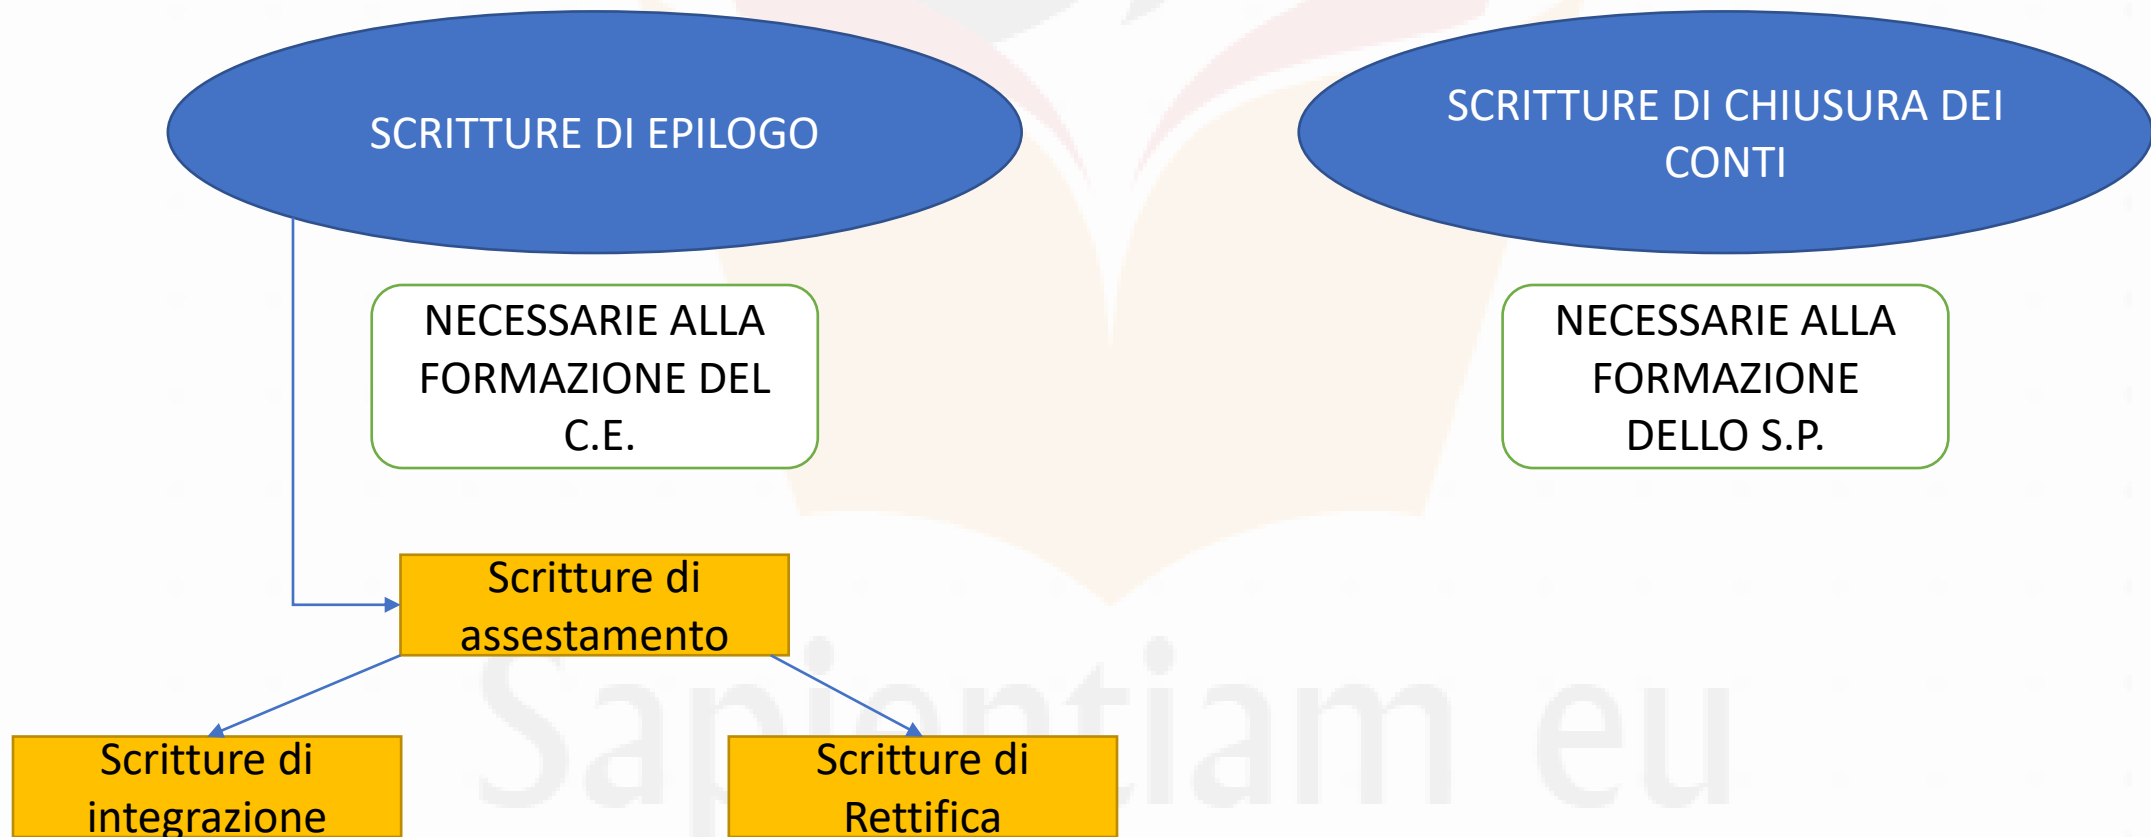 SCRITTURE DI EPILOGO
SCRITTURE DI CHIUSURA DEI
CONTI
NECESSARIE ALLA
FORMAZIONE DEL
C.E.
NECESSARIE ALLA
FORMAZIONE
DELLO S.P.
Scritture di
assestamento
Scritture di
integrazione
Scritture di
Rettifica
Sapientiam eu